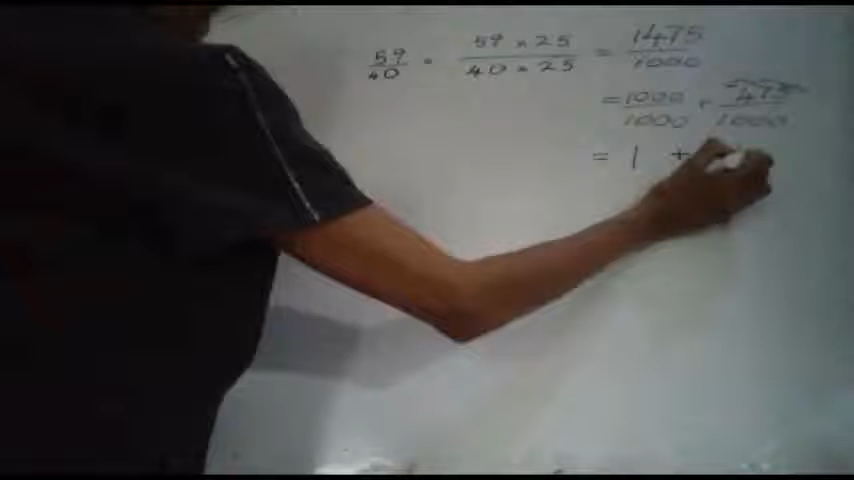 59/40 = 59 × 25/40 × 25 = 1475/1000
= 1000/1000 + 475/1000
= 1 +